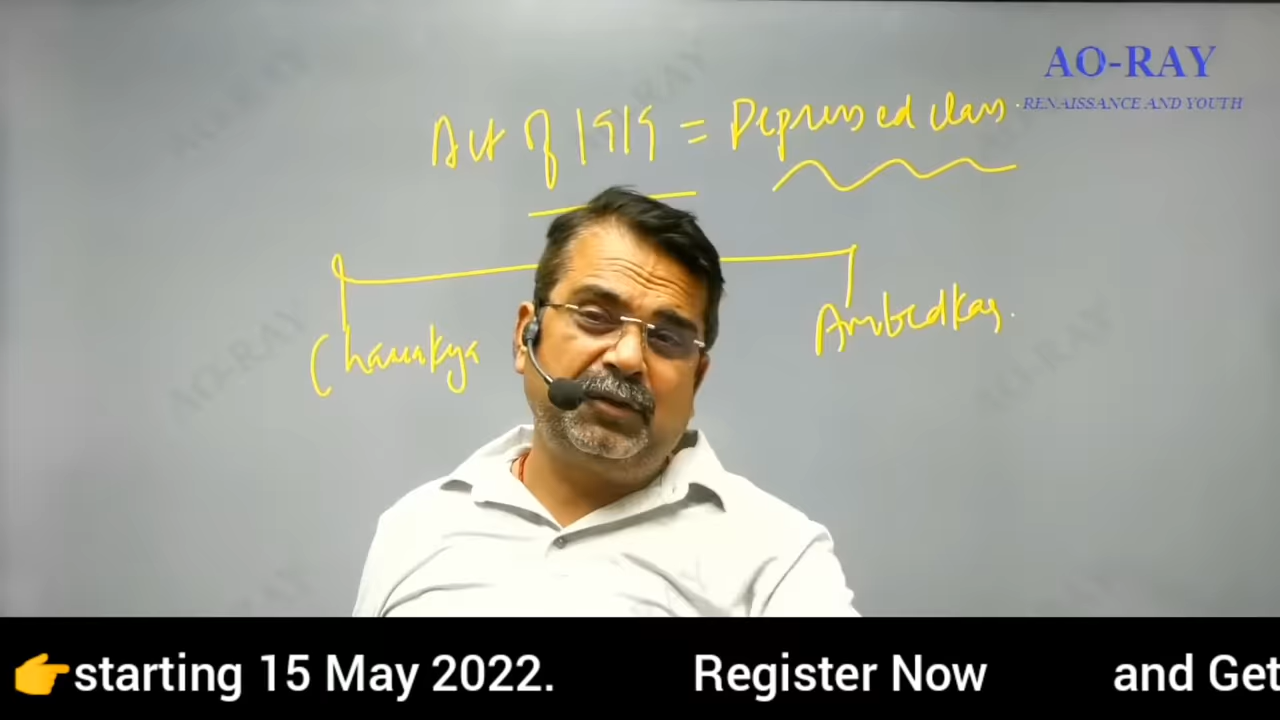 AO-RAY
RENAISSANCE AND YOUTH
Act of 1919 = Depressed class.
Chanakya
Ambedkar.
👉starting 15 May 2022. Register Now and Get